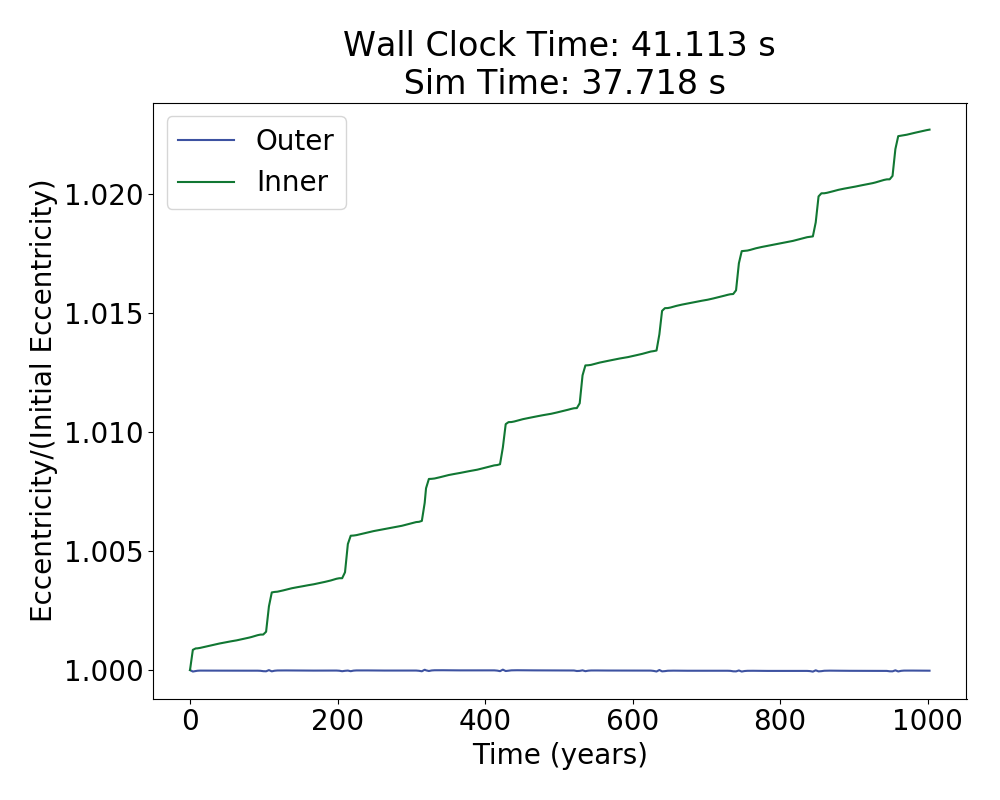 Wall Clock Time: 41.113 s
Sim Time: 37.718 s
Outer
Inner
Eccentricity/(Initial Eccentricity)
1.020
1.015
1.010
1.005
1.000
0
200
400
600
800
1000
Time (years)